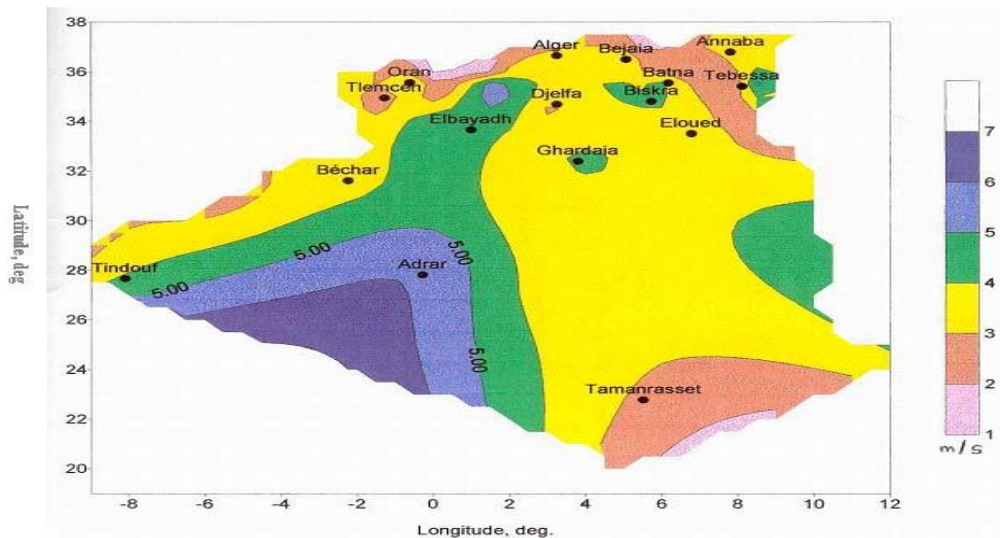 38
36
34
32
30
28
26
24
22
20
Latitude, deg
Alger
Bejaia
Annaba
Oran
Batna
Tebessa
Tlemcen
Djelfa
Biskra
Elbayadh
Eloued
Ghardaja
Béchar
5.00
5.00
Tindouf
Adrar
5.00
5.00
Tamanrasset
-8
-6
-4
-2
0
2
4
6
8
10
12
Longitude, deg.
7
6
5
4
3
2
1
m/s